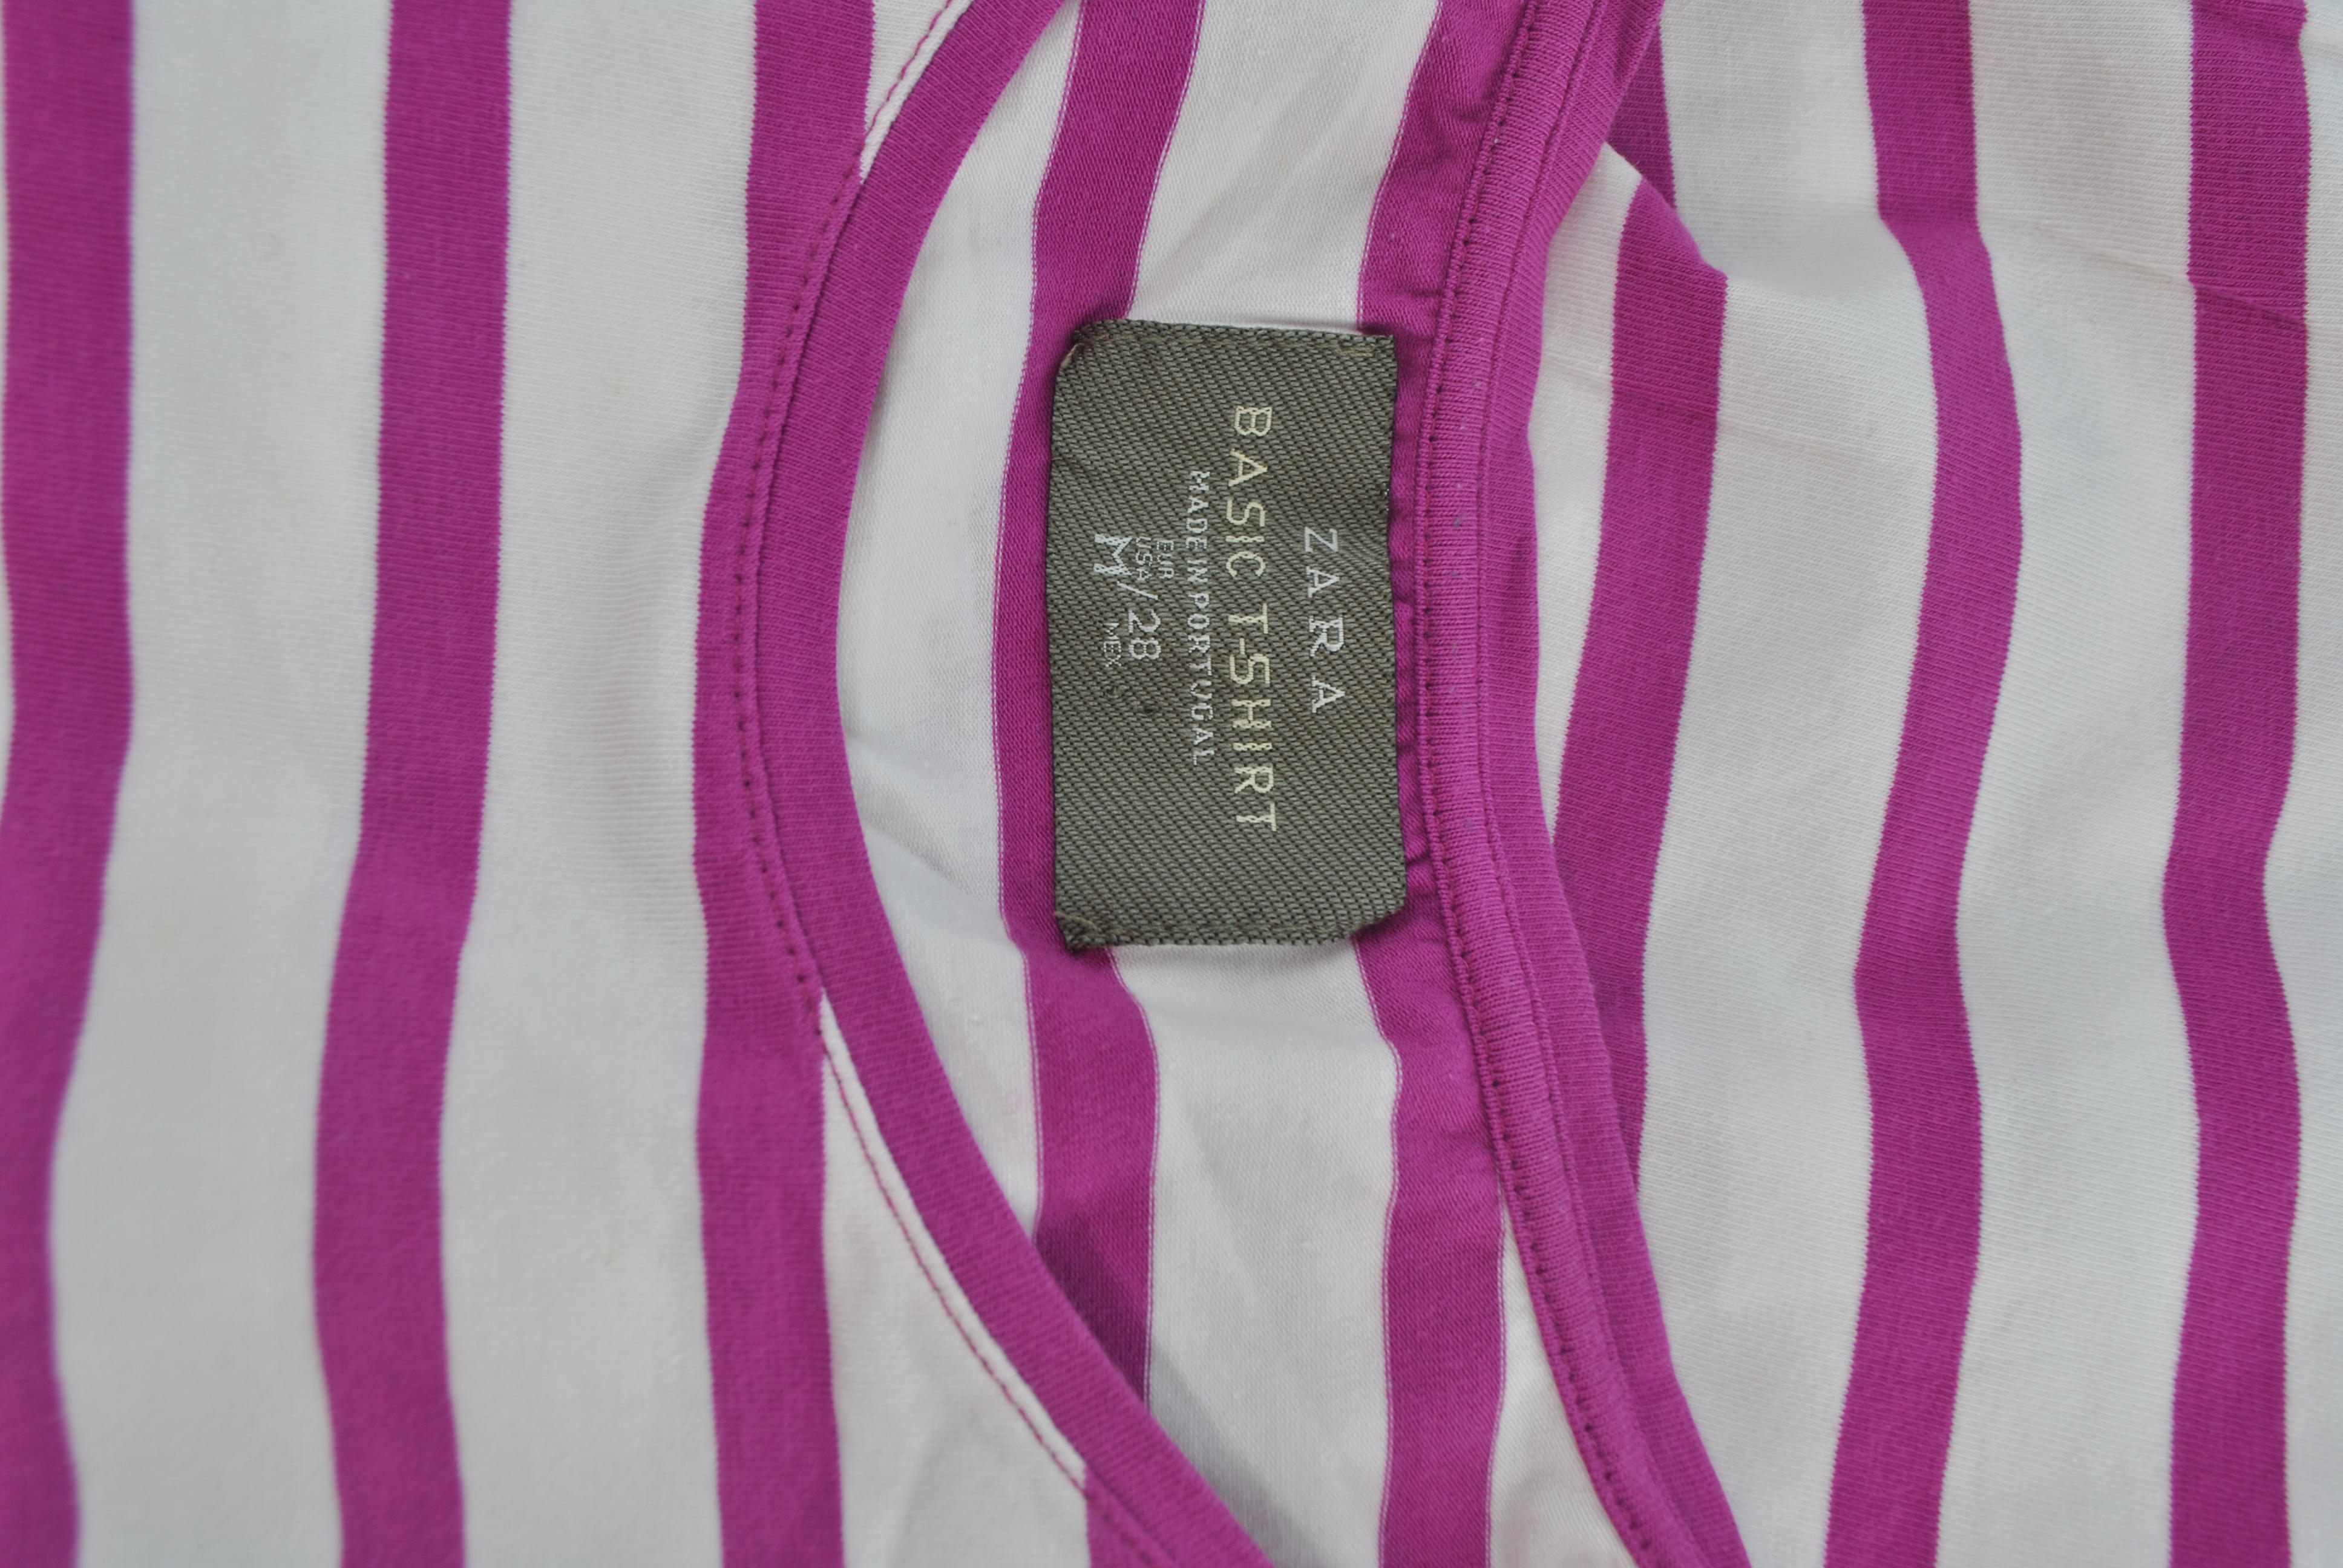 ZARA
BASIC T-SHIRT
MADE IN PORTUGAL
EUR
USA
M/28
MEX